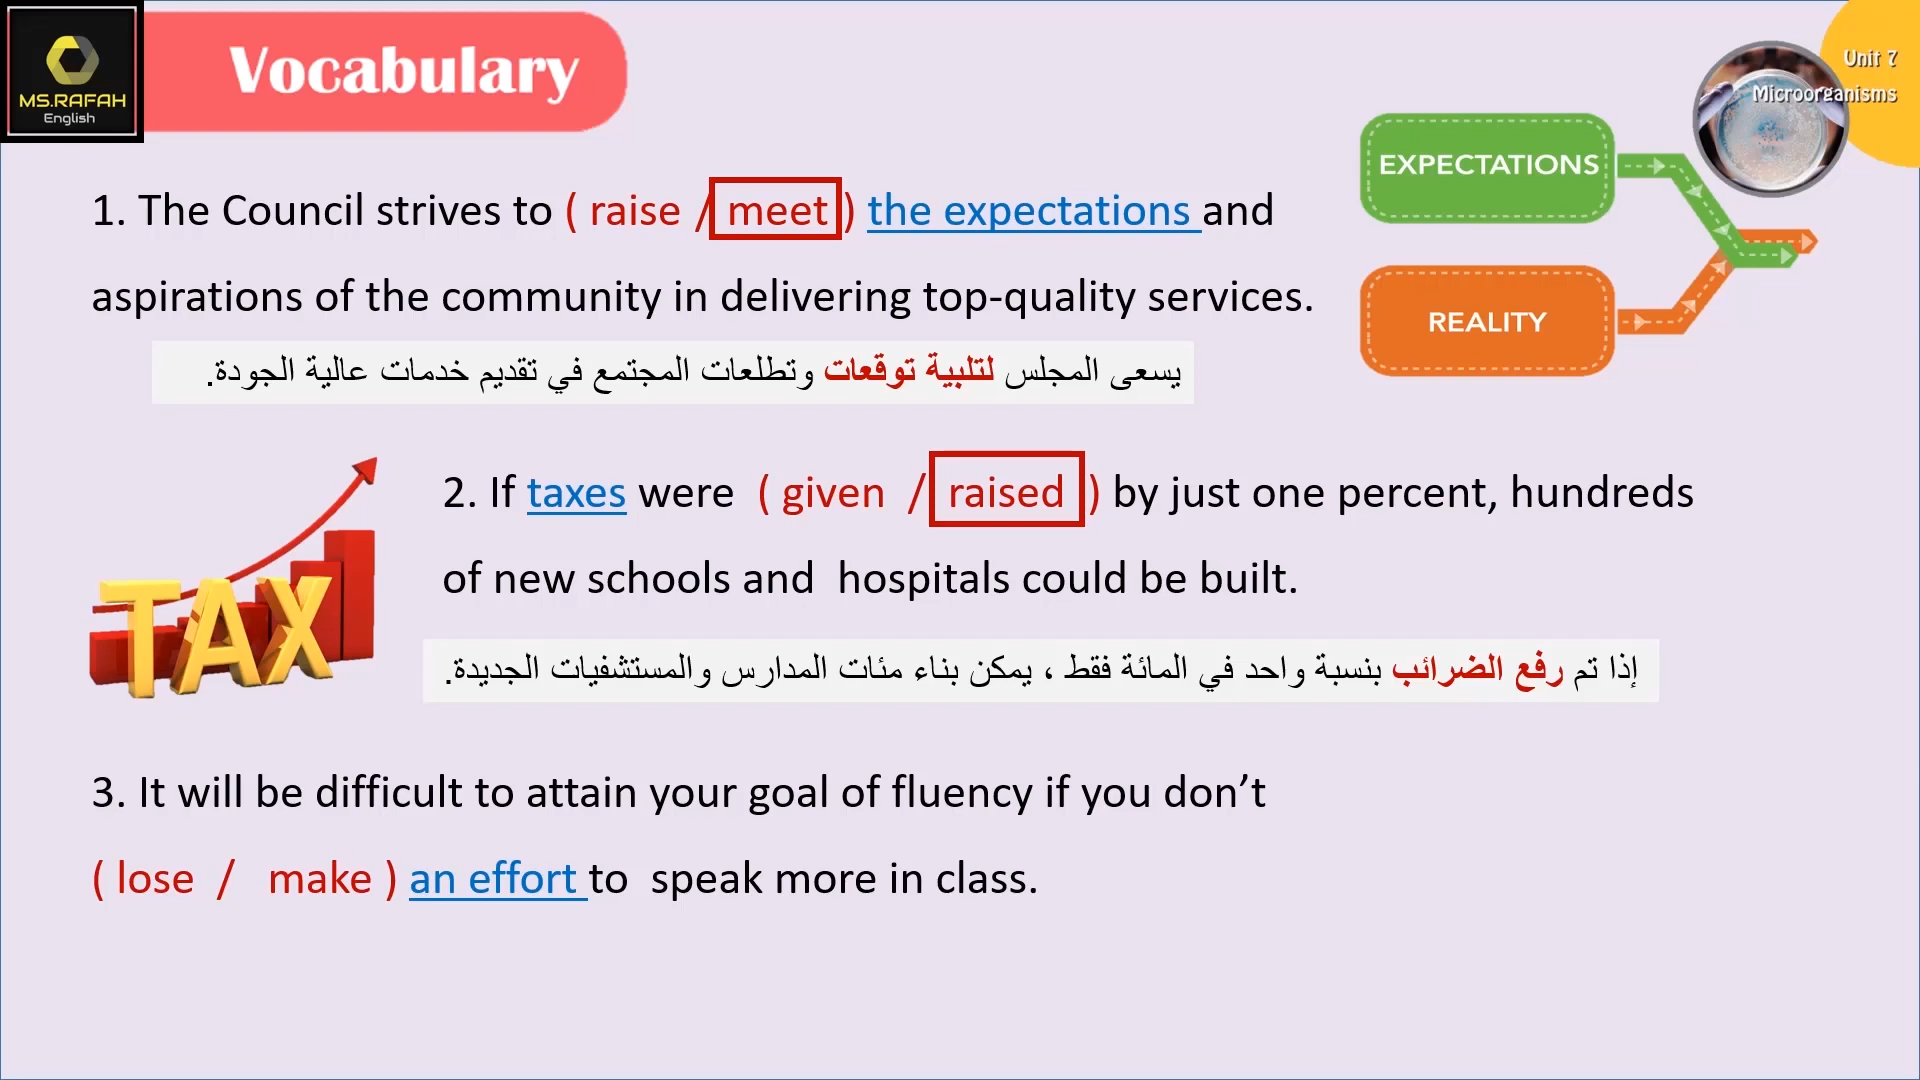 MS.RAFAH
English
Vocabulary
Unit 7
Microorganisms
EXPECTATIONS
REALITY
1. The Council strives to ( raise / meet ) the expectations and
aspirations of the community in delivering top-quality services.
يسعى المجلس لتلبية توقعات وتطلعات المجتمع في تقديم خدمات عالية الجودة.
TAX
2. If taxes were ( given / raised ) by just one percent, hundreds
of new schools and hospitals could be built.
إذا تم رفع الضرائب بنسبة واحد في المائة فقط ، يمكن بناء مئات المدارس والمستشفيات الجديدة.
3. It will be difficult to attain your goal of fluency if you don’t
( lose / make ) an effort to speak more in class.